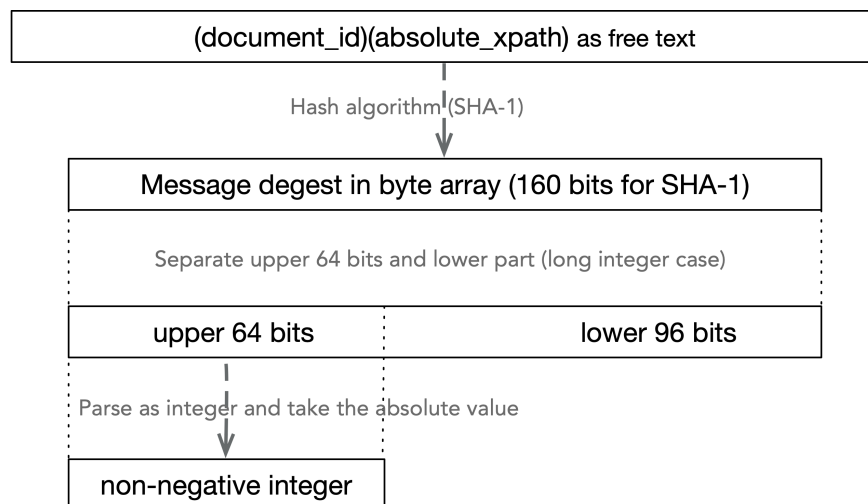 (document_id)(absolute_xpath) as free text
Hash algorithm (SHA-1)
Message degest in byte array (160 bits for SHA-1)
Separate upper 64 bits and lower part (long integer case)
upper 64 bits
lower 96 bits
Parse as integer and take the absolute value
non-negative integer